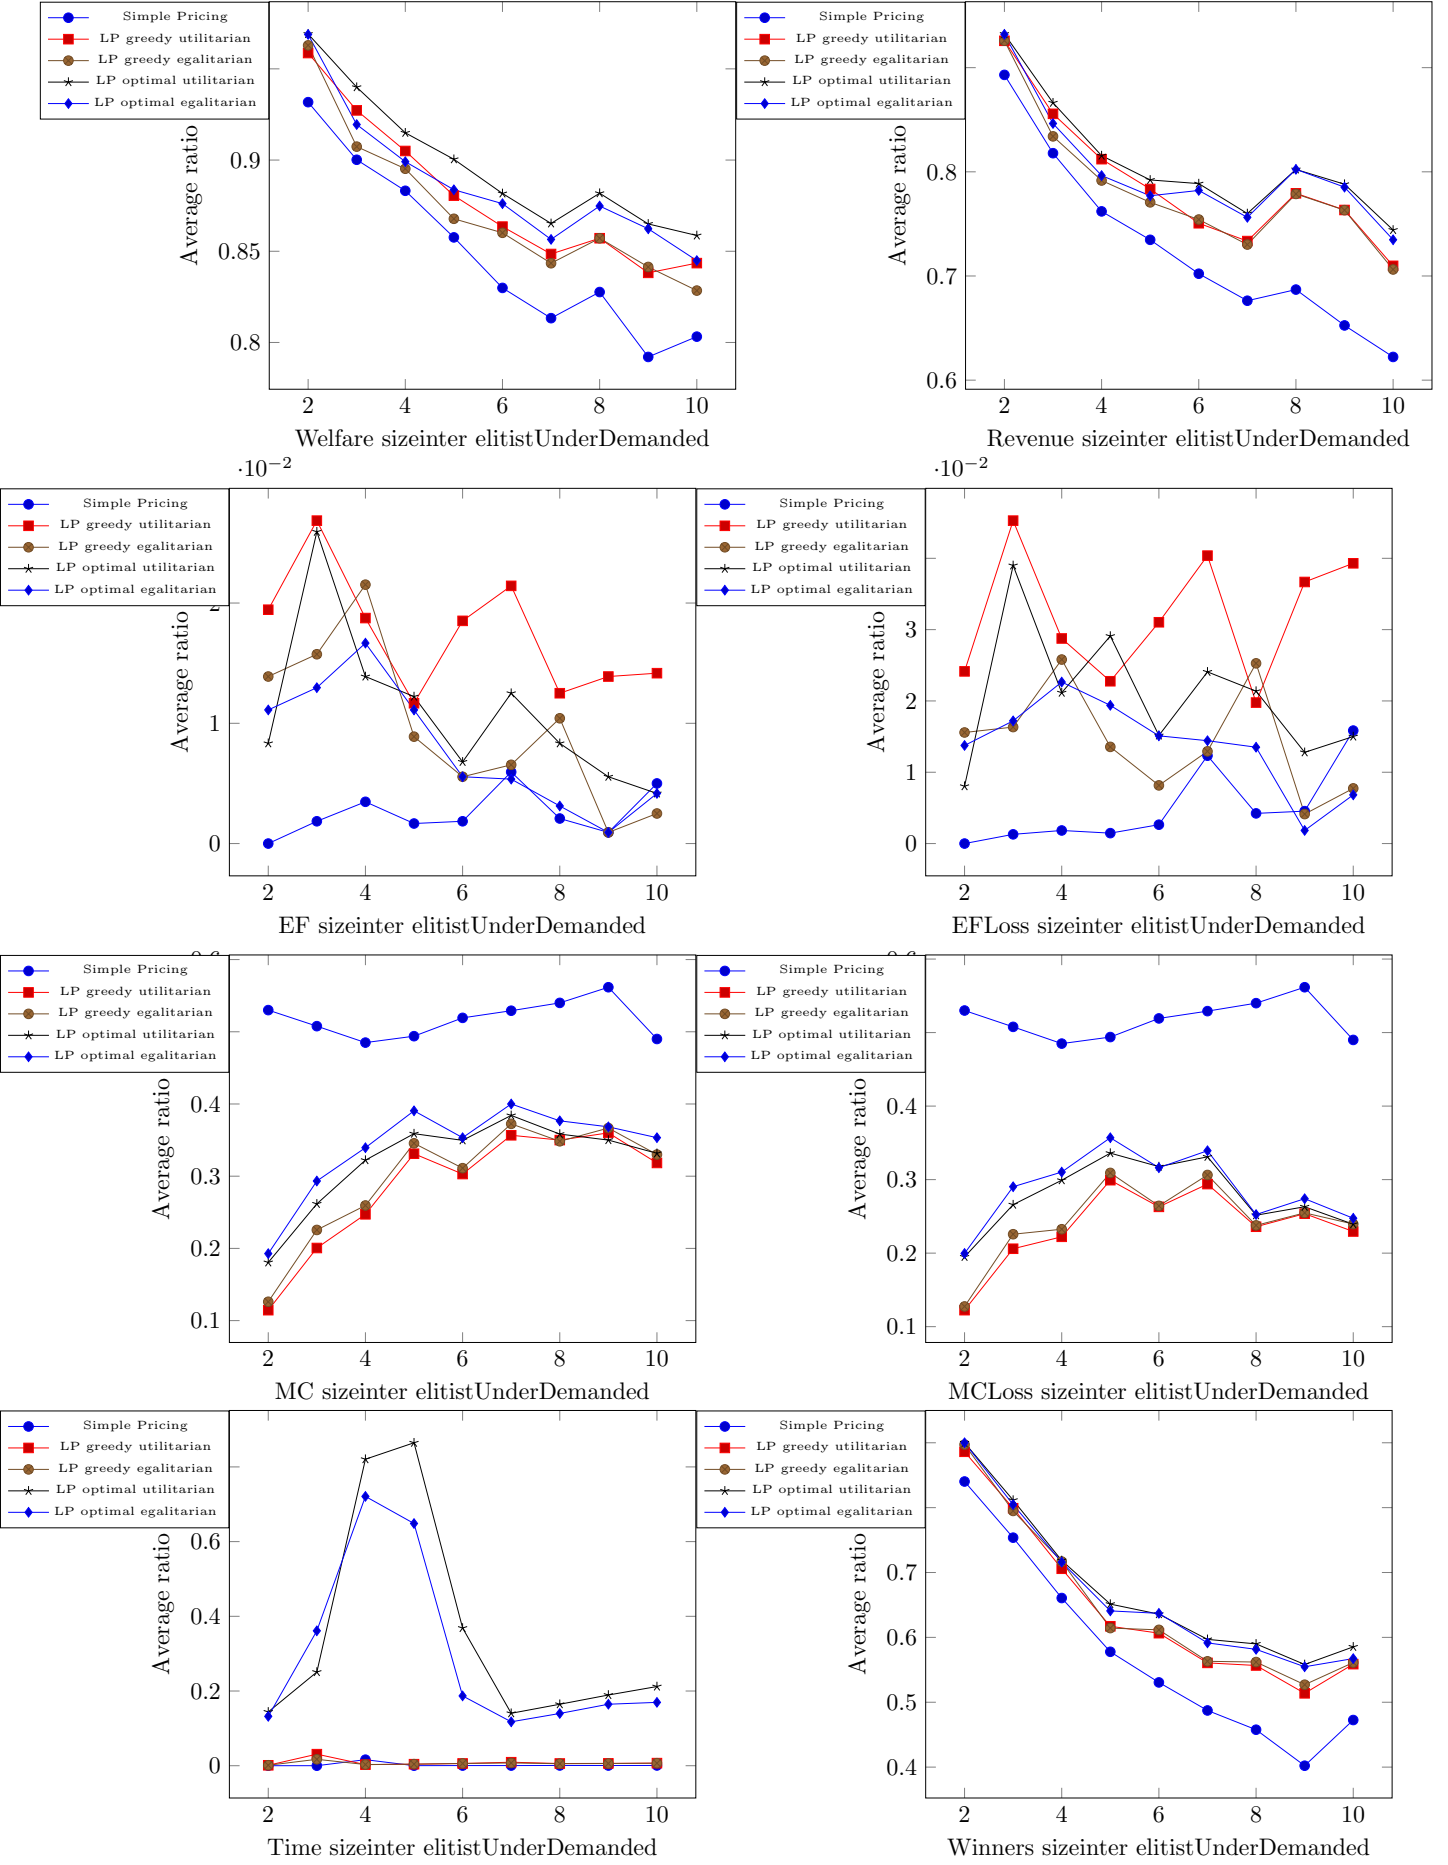 Simple Pricing
LP greedy utilitarian
LP greedy egalitarian
LP optimal utilitarian
LP optimal egalitarian
0.9
0.85
0.8
Average ratio
2 4 6 8 10
Welfare sizeinter elitistUnderDemanded
Simple Pricing
LP greedy utilitarian
LP greedy egalitarian
LP optimal utilitarian
LP optimal egalitarian
0.8
0.7
0.6
Average ratio
2 4 6 8 10
Revenue sizeinter elitistUnderDemanded
·10⁻²
Simple Pricing
LP greedy utilitarian
LP greedy egalitarian
LP optimal utilitarian
LP optimal egalitarian
2
1
0
Average ratio
2 4 6 8 10
EF sizeinter elitistUnderDemanded
·10⁻²
Simple Pricing
LP greedy utilitarian
LP greedy egalitarian
LP optimal utilitarian
LP optimal egalitarian
3
2
1
0
Average ratio
2 4 6 8 10
EFLoss sizeinter elitistUnderDemanded
Simple Pricing
LP greedy utilitarian
LP greedy egalitarian
LP optimal utilitarian
LP optimal egalitarian
0.4
0.3
0.2
0.1
Average ratio
2 4 6 8 10
MC sizeinter elitistUnderDemanded
Simple Pricing
LP greedy utilitarian
LP greedy egalitarian
LP optimal utilitarian
LP optimal egalitarian
0.4
0.3
0.2
0.1
Average ratio
2 4 6 8 10
MCLoss sizeinter elitistUnderDemanded
Simple Pricing
LP greedy utilitarian
LP greedy egalitarian
LP optimal utilitarian
LP optimal egalitarian
0.6
0.4
0.2
0
Average ratio
2 4 6 8 10
Time sizeinter elitistUnderDemanded
Simple Pricing
LP greedy utilitarian
LP greedy egalitarian
LP optimal utilitarian
LP optimal egalitarian
0.7
0.6
0.5
0.4
Average ratio
2 4 6 8 10
Winners sizeinter elitistUnderDemanded